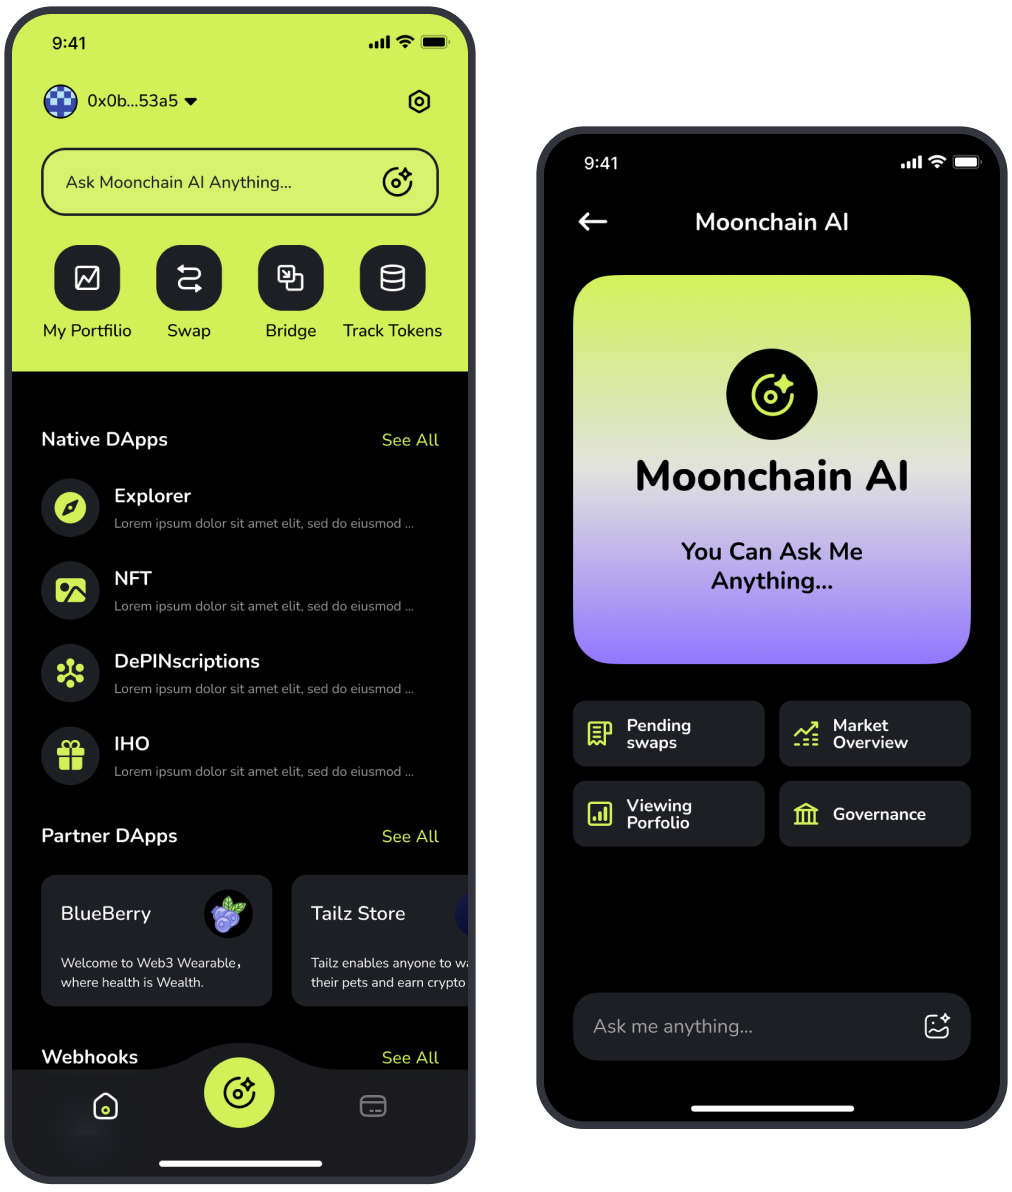 9:41
0x0b...53a5
Ask Moonchain AI Anything...
My Portfilio
Swap
Bridge
Track Tokens
Native DApps
See All
Explorer
Lorem ipsum dolor sit amet elit, sed do eiusmod ...
NFT
Lorem ipsum dolor sit amet elit, sed do eiusmod ...
DePINscriptions
Lorem ipsum dolor sit amet elit, sed do eiusmod ...
IHO
Lorem ipsum dolor sit amet elit, sed do eiusmod ...
Partner DApps
See All
BlueBerry
Welcome to Web3 Wearable，
where health is Wealth.
Tailz Store
Tailz enables anyone to
their pets and earn crypto
Webhooks
See All
9:41
Moonchain AI
Moonchain AI
You Can Ask Me
Anything...
Pending
swaps
Market
Overview
Viewing
Porfolio
Governance
Ask me anything...